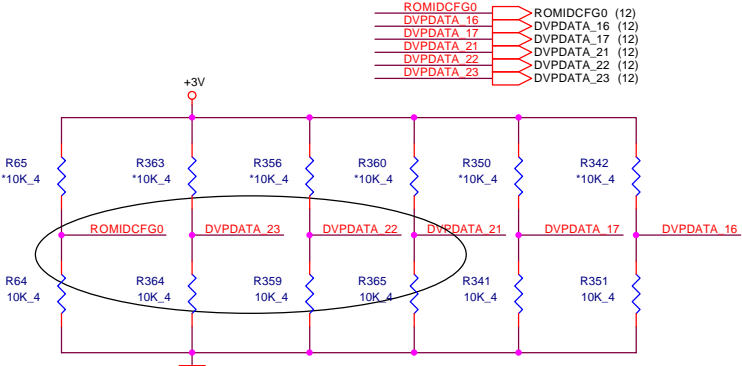 ROMIDCFG0 ROMIDCFG0 (12)
DVPDATA_16 DVPDATA_16 (12)
DVPDATA_17 DVPDATA_17 (12)
DVPDATA_21 DVPDATA_21 (12)
DVPDATA_22 DVPDATA_22 (12)
DVPDATA_23 DVPDATA_23 (12)
+3V
R65 R363 R356 R360 R350 R342
*10K_4 *10K_4 *10K_4 *10K_4 *10K_4 *10K_4
ROMIDCFG0 DVPDATA_23 DVPDATA_22 DVPDATA_21 DVPDATA_17 DVPDATA_16
R64 R364 R359 R365 R341 R351
10K_4 10K_4 10K_4 10K_4 10K_4 10K_4